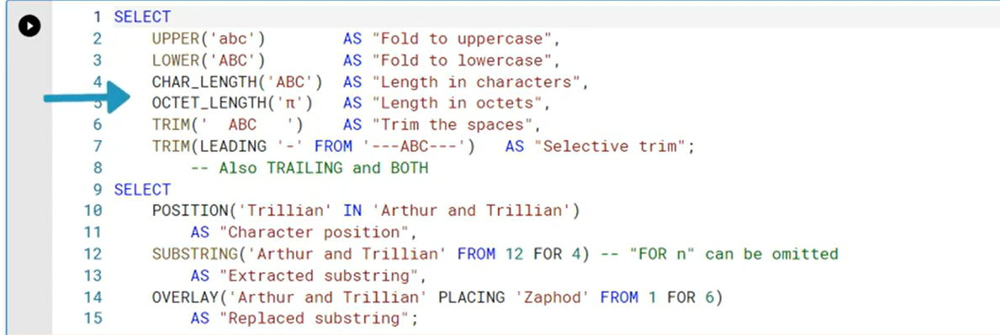 1 SELECT
2     UPPER('abc')        AS "Fold to uppercase",
3     LOWER('ABC')        AS "Fold to lowercase",
4     CHAR_LENGTH('ABC')  AS "Length in characters",
5     OCTET_LENGTH('π')   AS "Length in octets",
6     TRIM('  ABC   ')    AS "Trim the spaces",
7     TRIM(LEADING '-' FROM '---ABC---')   AS "Selective trim";
8         -- Also TRAILING and BOTH
9 SELECT
10     POSITION('Trillian' IN 'Arthur and Trillian')
11         AS "Character position",
12     SUBSTRING('Arthur and Trillian' FROM 12 FOR 4) -- "FOR n" can be omitted
13         AS "Extracted substring",
14     OVERLAY('Arthur and Trillian' PLACING 'Zaphod' FROM 1 FOR 6)
15         AS "Replaced substring";